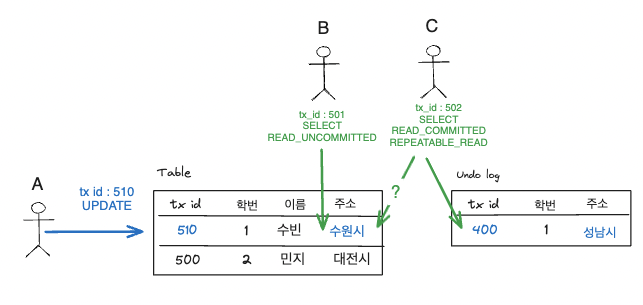 B
C
tx_id : 501
SELECT
READ_UNCOMMITTED
tx_id : 502
SELECT
READ_COMMITTED
REPEATABLE_READ
A
tx id : 510
UPDATE
?
Table
tx id 학번 이름 주소
510 1 수빈 수원시
500 2 민지 대전시
Undo log
tx id 학번 주소
400 1 성남시